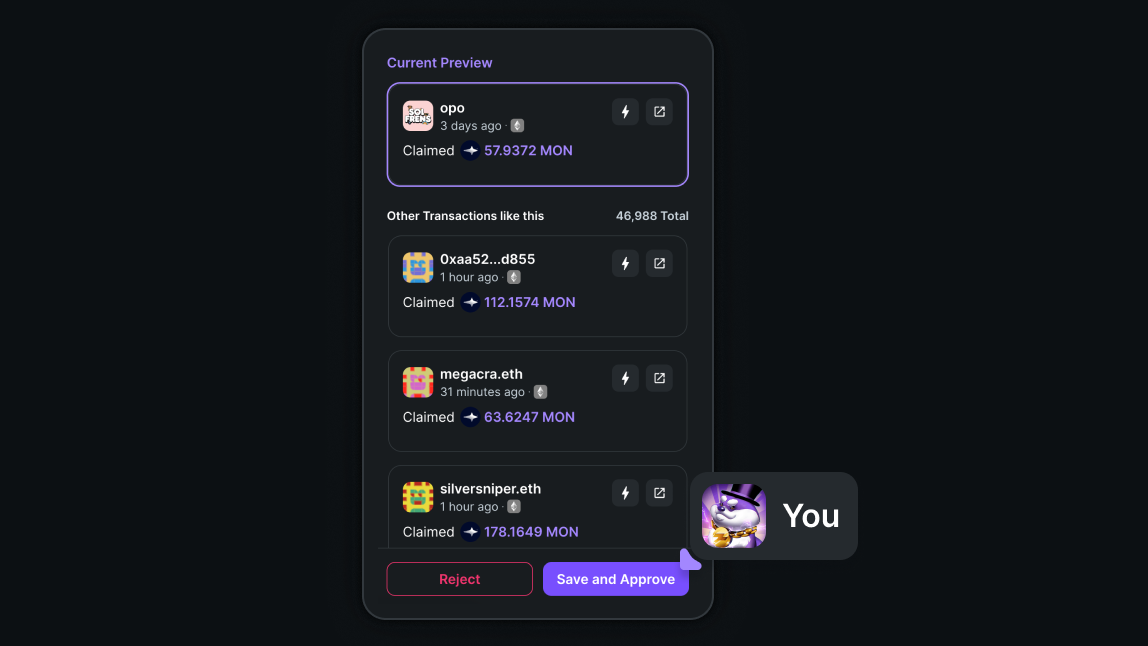 Current Preview
SOL FRENS
opo
3 days ago ·
Claimed 57.9372 MON
Other Transactions like this 46,988 Total
0xaa52...d855
1 hour ago ·
Claimed 112.1574 MON
megacra.eth
31 minutes ago ·
Claimed 63.6247 MON
silversniper.eth
1 hour ago ·
Claimed 178.1649 MON
You
Reject Save and Approve